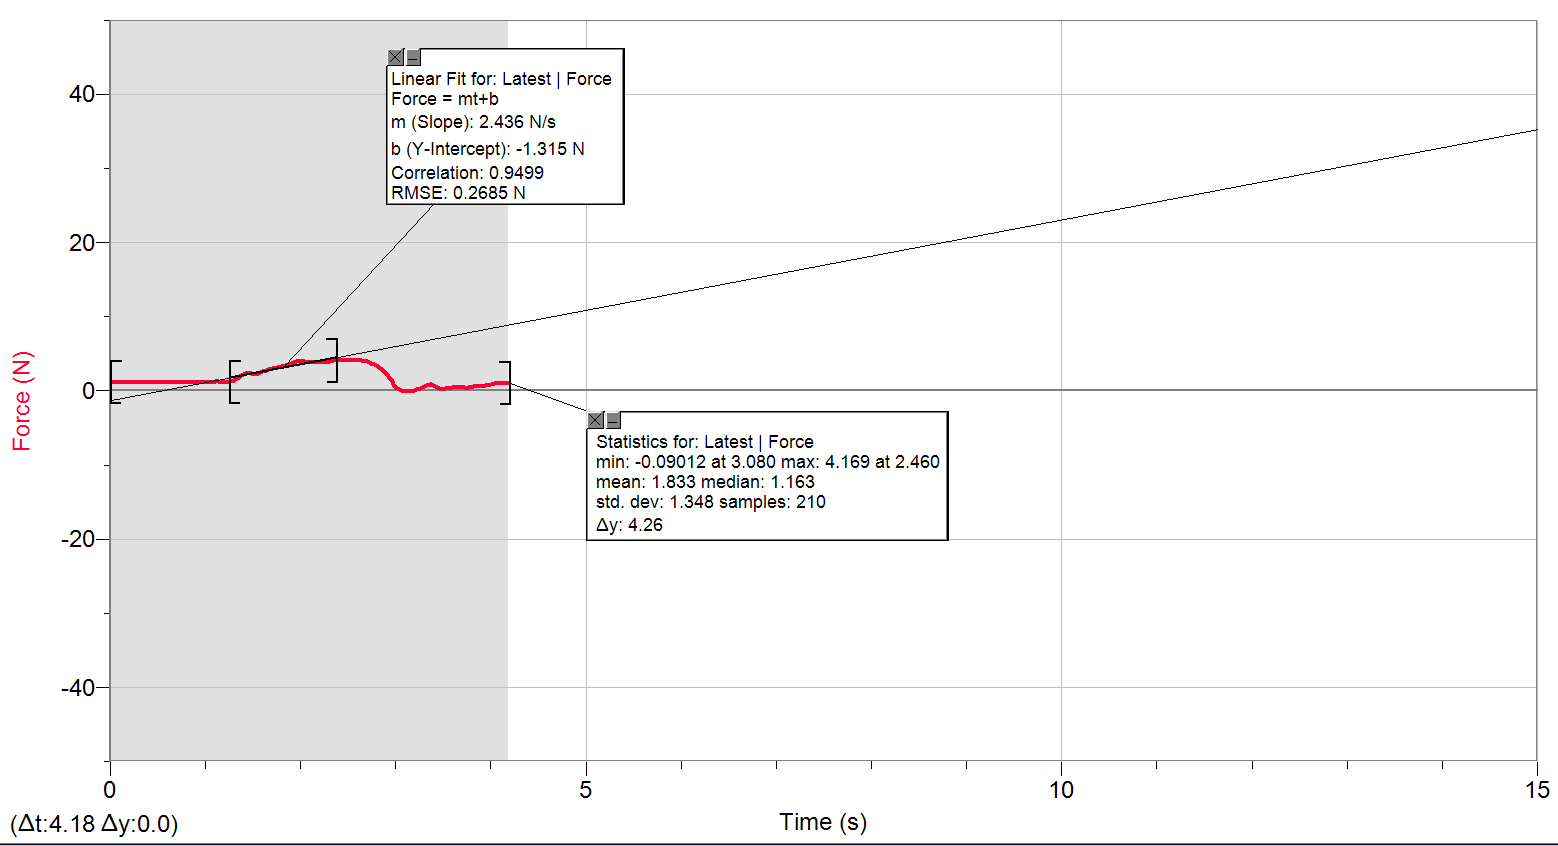 Linear Fit for: Latest | Force
Force = mt+b
m (Slope): 2.436 N/s
b (Y-Intercept): -1.315 N
Correlation: 0.9499
RMSE: 0.2685 N
40
20
0
-20
-40
Force (N)
Statistics for: Latest | Force
min: -0.09012 at 3.080 max: 4.169 at 2.460
mean: 1.833 median: 1.163
std. dev: 1.348 samples: 210
Δy: 4.26
0 5 10 15
(Δt:4.18 Δy:0.0)
Time (s)